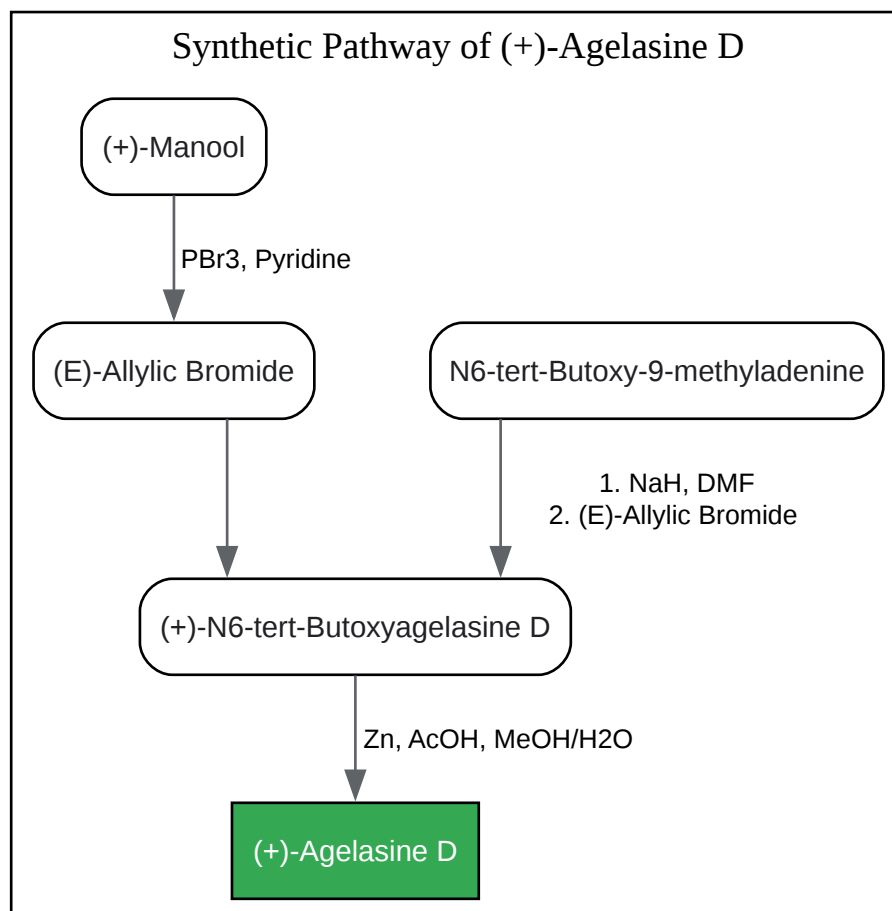 Synthetic Pathway of (+)-Agelasine D
(+)-Manool
PBr3, Pyridine
(E)-Allylic Bromide
N6-tert-Butoxy-9-methyladenine
1. NaH, DMF
2. (E)-Allylic Bromide
(+)-N6-tert-Butoxyagelasine D
Zn, AcOH, MeOH/H2O
(+)-Agelasine D